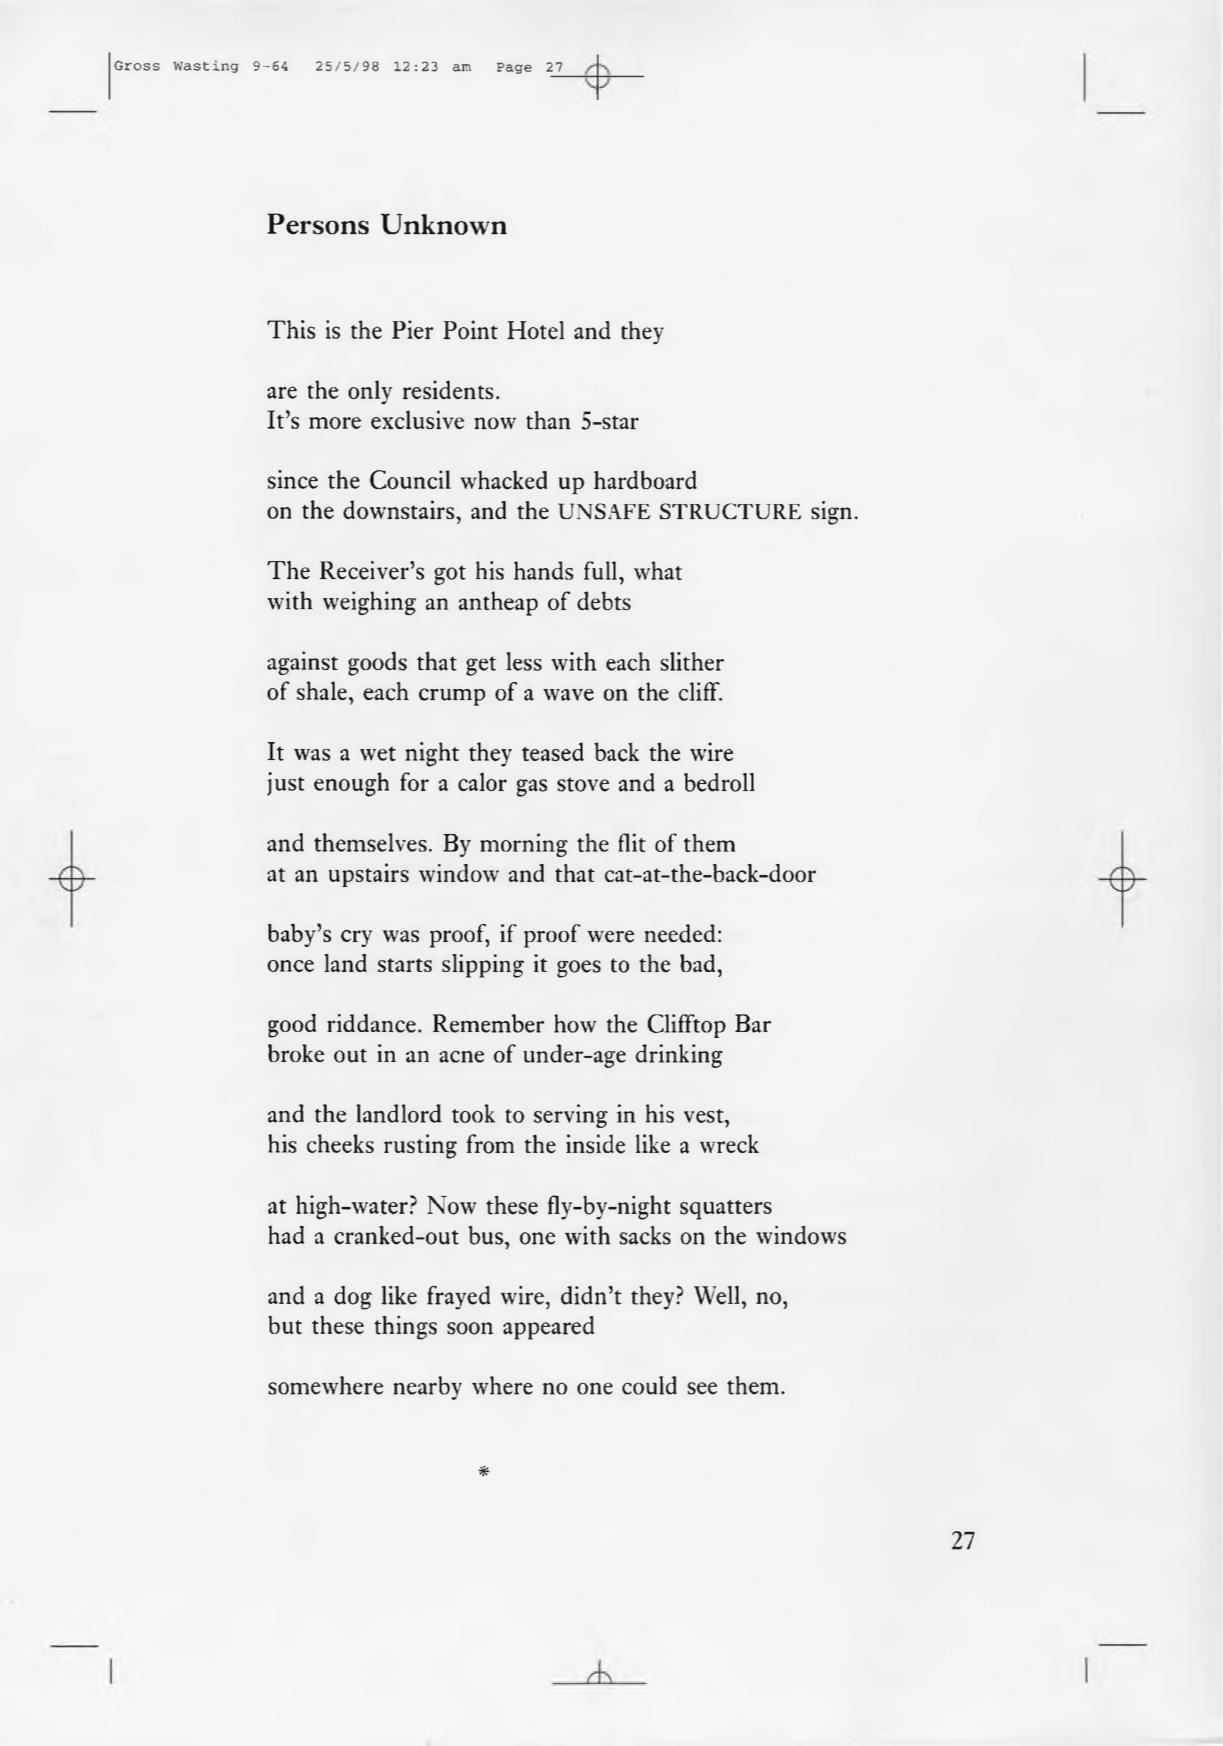 Gross Wasting 9-64 25/5/98 12:23 am Page 27
Persons Unknown
This is the Pier Point Hotel and they
are the only residents.
It's more exclusive now than 5-star
since the Council whacked up hardboard
on the downstairs, and the UNSAFE STRUCTURE sign.
The Receiver's got his hands full, what
with weighing an antheap of debts
against goods that get less with each slither
of shale, each crump of a wave on the cliff.
It was a wet night they teased back the wire
just enough for a calor gas stove and a bedroll
and themselves. By morning the flit of them
at an upstairs window and that cat-at-the-back-door
baby's cry was proof, if proof were needed:
once land starts slipping it goes to the bad,
good riddance. Remember how the Clifftop Bar
broke out in an acne of under-age drinking
and the landlord took to serving in his vest,
his cheeks rusting from the inside like a wreck
at high-water? Now these fly-by-night squatters
had a cranked-out bus, one with sacks on the windows
and a dog like frayed wire, didn't they? Well, no,
but these things soon appeared
somewhere nearby where no one could see them.
*
27